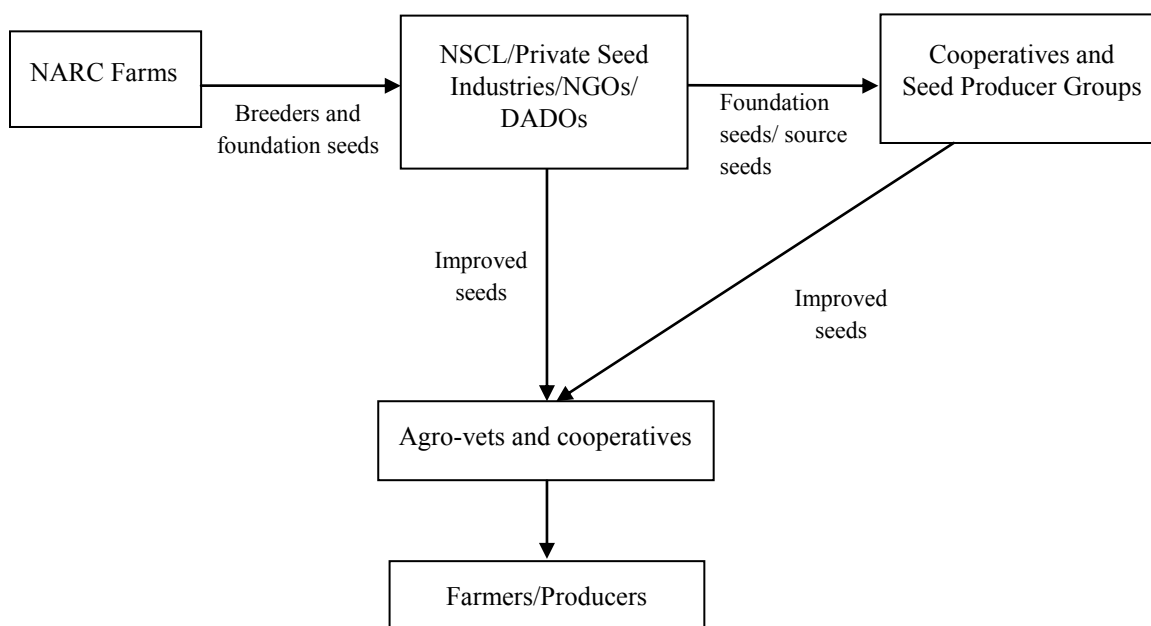 NARC Farms
Breeders and
foundation seeds
NSCL/Private Seed
Industries/NGOs/
DADOs
Foundation
seeds/ source
seeds
Cooperatives and
Seed Producer Groups
Improved
seeds
Improved
seeds
Agro-vets and cooperatives
Farmers/Producers